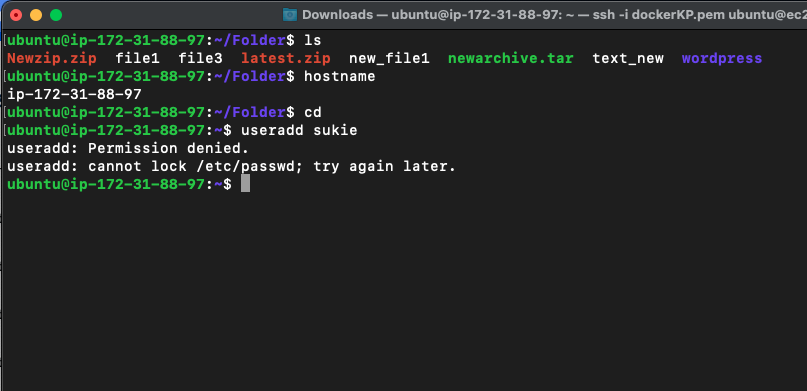 Downloads — ubuntu@ip-172-31-88-97: ~ — ssh -i dockerKP.pem ubuntu@ec2
[ubuntu@ip-172-31-88-97:~/Folder$ ls
Newzip.zip file1 file3 latest.zip new_file1 newarchive.tar text_new wordpress
[ubuntu@ip-172-31-88-97:~/Folder$ hostname
ip-172-31-88-97
[ubuntu@ip-172-31-88-97:~/Folder$ cd
[ubuntu@ip-172-31-88-97:~$ useradd sukie
useradd: Permission denied.
useradd: cannot lock /etc/passwd; try again later.
ubuntu@ip-172-31-88-97:~$